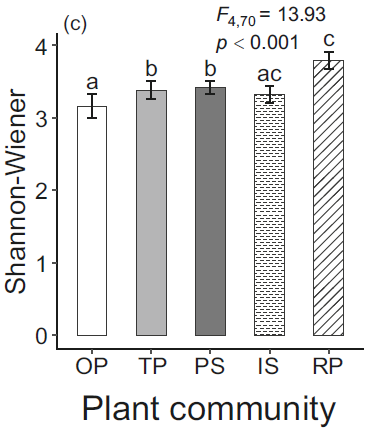 (c)
F4,70 = 13.93
p < 0.001
a b b ac c
4
3
2
1
0
Shannon-Wiener
OP TP PS IS RP
Plant community